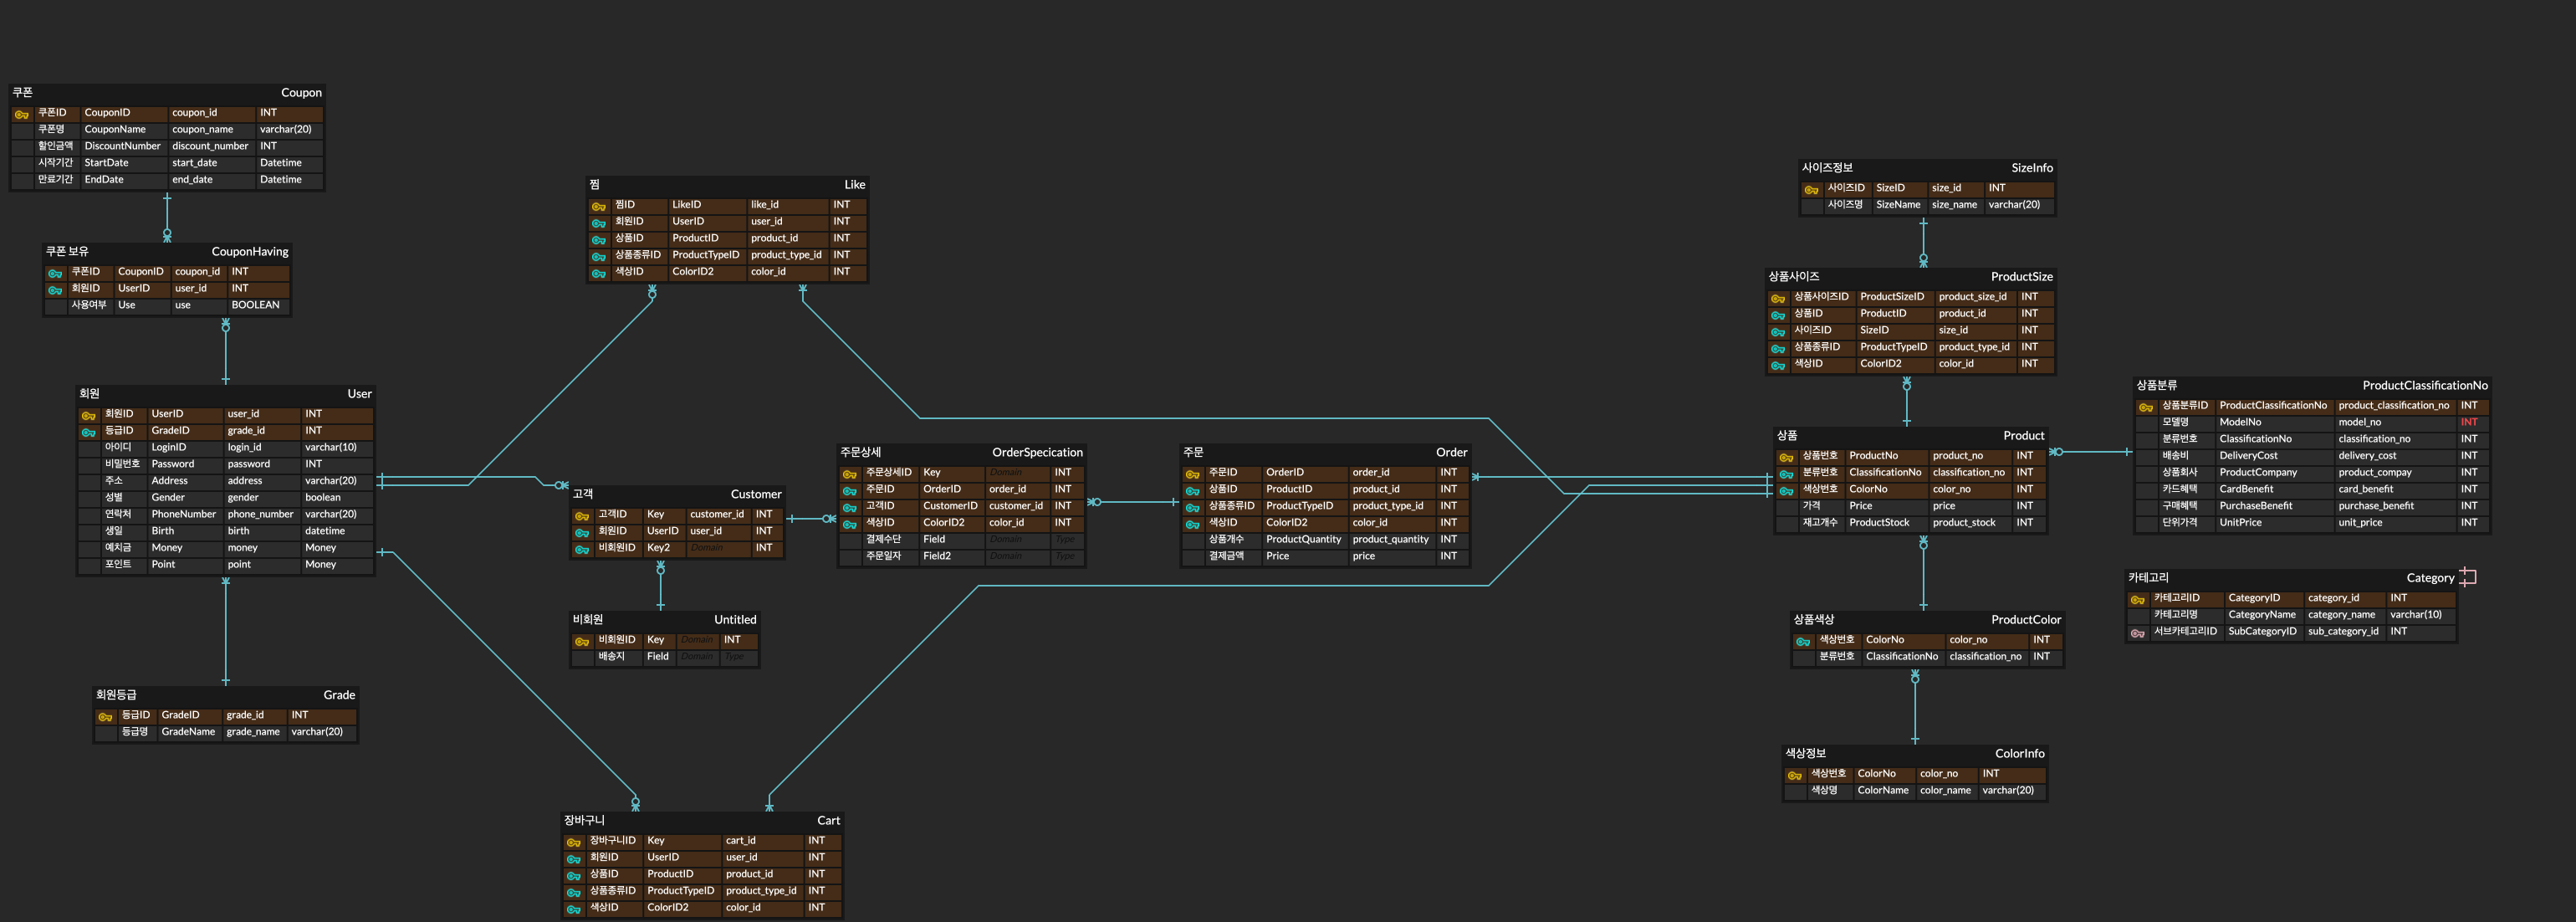 쿠폰 Coupon
쿠폰ID CouponID coupon_id INT
쿠폰명 CouponName coupon_name varchar(20)
할인금액 DiscountNumber discount_number INT
시작기간 StartDate start_date Datetime
만료기간 EndDate end_date Datetime
쿠폰 보유 CouponHaving
쿠폰ID CouponID coupon_id INT
회원ID UserID user_id INT
사용여부 Use use BOOLEAN
회원 User
회원ID UserID user_id INT
등급ID GradeID grade_id INT
아이디 LoginID login_id varchar(10)
비밀번호 Password password INT
주소 Address address varchar(20)
성별 Gender gender boolean
연락처 PhoneNumber phone_number varchar(20)
생일 Birth birth datetime
예치금 Money money Money
포인트 Point point Money
회원등급 Grade
등급ID GradeID grade_id INT
등급명 GradeName grade_name varchar(20)
찜 Like
찜ID LikeID like_id INT
회원ID UserID user_id INT
상품ID ProductID product_id INT
상품종류ID ProductTypeID product_type_id INT
색상ID ColorID2 color_id INT
고객 Customer
고객ID Key customer_id INT
회원ID UserID user_id INT
비회원ID Key2 Domain INT
비회원 Untitled
비회원ID Key Domain INT
배송지 Field Domain Type
장바구니 Cart
장바구니ID Key cart_id INT
회원ID UserID user_id INT
상품ID ProductID product_id INT
상품종류ID ProductTypeID product_type_id INT
색상ID ColorID2 color_id INT
주문상세 OrderSpecication
주문상세ID Key Domain INT
주문ID OrderID order_id INT
고객ID CustomerID customer_id INT
색상ID ColorID2 color_id INT
결제수단 Field Domain Type
주문일자 Field2 Domain Type
주문 Order
주문ID OrderID order_id INT
상품ID ProductID product_id INT
상품종류ID ProductTypeID product_type_id INT
색상ID ColorID2 color_id INT
상품개수 ProductQuantity product_quantity INT
결제금액 Price price INT
사이즈정보 SizeInfo
사이즈ID SizeID size_id INT
사이즈명 SizeName size_name varchar(20)
상품사이즈 ProductSize
상품사이즈ID ProductSizeID product_size_id INT
상품ID ProductID product_id INT
사이즈ID SizeID size_id INT
상품종류ID ProductTypeID product_type_id INT
색상ID ColorID2 color_id INT
상품 Product
상품번호 ProductNo product_no INT
분류번호 ClassificationNo classification_no INT
색상번호 ColorNo color_no INT
가격 Price price INT
재고개수 ProductStock product_stock INT
상품색상 ProductColor
색상번호 ColorNo color_no INT
분류번호 ClassificationNo classification_no INT
색상정보 ColorInfo
색상번호 ColorNo color_no INT
색상명 ColorName color_name varchar(20)
상품분류 ProductClassificationNo
상품분류ID ProductClassificationNo product_classification_no INT
모델명 ModelNo model_no INT
분류번호 ClassificationNo classification_no INT
배송비 DeliveryCost delivery_cost INT
상품회사 ProductCompany product_compay INT
카드혜택 CardBenefit card_benefit INT
구매혜택 PurchaseBenefit purchase_benefit INT
단위가격 UnitPrice unit_price INT
카테고리 Category
카테고리ID CategoryID category_id INT
카테고리명 CategoryName category_name varchar(10)
서브카테고리ID SubCategoryID sub_category_id INT